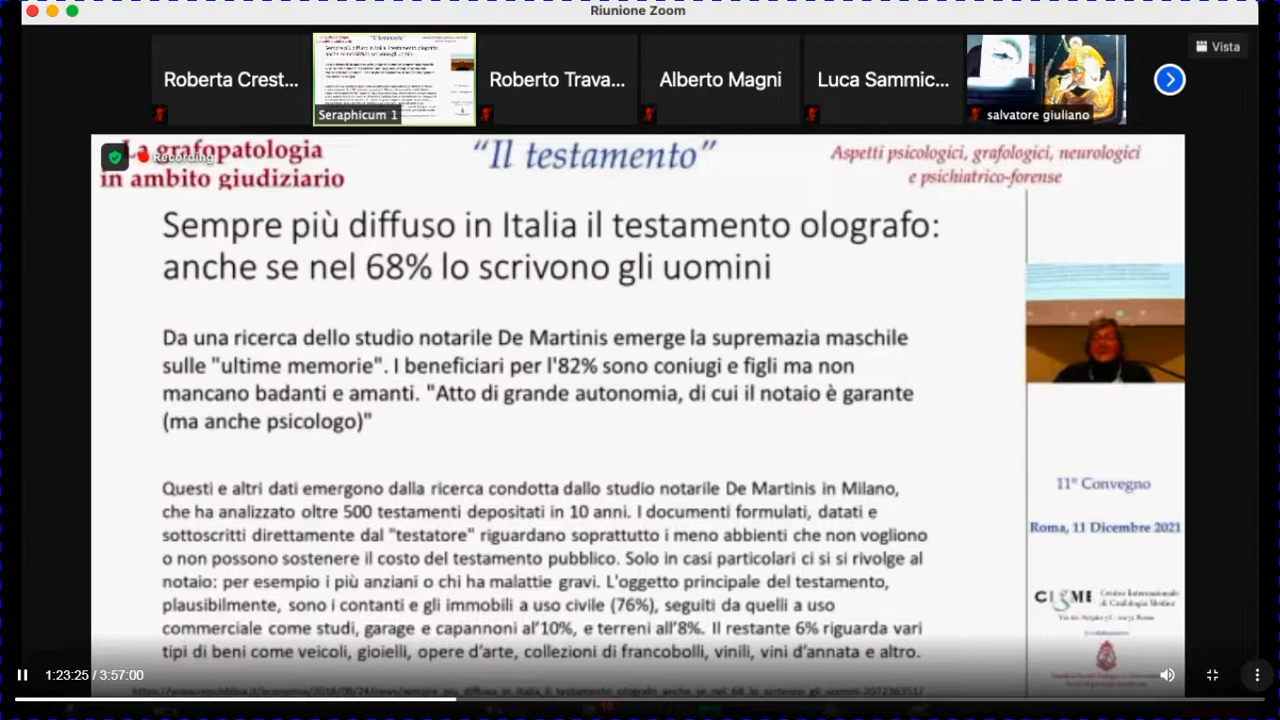 Riunione Zoom
Roberta Crest...
Seraphicum 1
Roberto Trava...
Alberto Magni
Luca Sammic...
salvatore giuliano
Vista
Recording
La grafopatologia
in ambito giudiziario
“Il testamento”
Aspetti psicologici, grafologici, neurologici
e psichiatrico-forense
Sempre più diffuso in Italia il testamento olografo:
anche se nel 68% lo scrivono gli uomini
Da una ricerca dello studio notarile De Martinis emerge la supremazia maschile
sulle "ultime memorie". I beneficiari per l'82% sono coniugi e figli ma non
mancano badanti e amanti. "Atto di grande autonomia, di cui il notaio è garante
(ma anche psicologo)"
Questi e altri dati emergono dalla ricerca condotta dallo studio notarile De Martinis in Milano,
che ha analizzato oltre 500 testamenti depositati in 10 anni. I documenti formulati, datati e
sottoscritti direttamente dal "testatore" riguardano soprattutto i meno abbienti che non vogliono
o non possono sostenere il costo del testamento pubblico. Solo in casi particolari ci si si rivolge al
notaio: per esempio i più anziani o chi ha malattie gravi. L'oggetto principale del testamento,
plausibilmente, sono i contanti e gli immobili a uso civile (76%), seguiti da quelli a uso
commerciale come studi, garage e capannoni al'10%, e terreni all'8%. Il restante 6% riguarda vari
tipi di beni come veicoli, gioielli, opere d'arte, collezioni di francobolli, vinili, vini d'annata e altro.
11° Convegno
Roma, 11 Dicembre 2021
Centro Internazionale
di Grafologia Medica
1:23:25 / 3:57:00